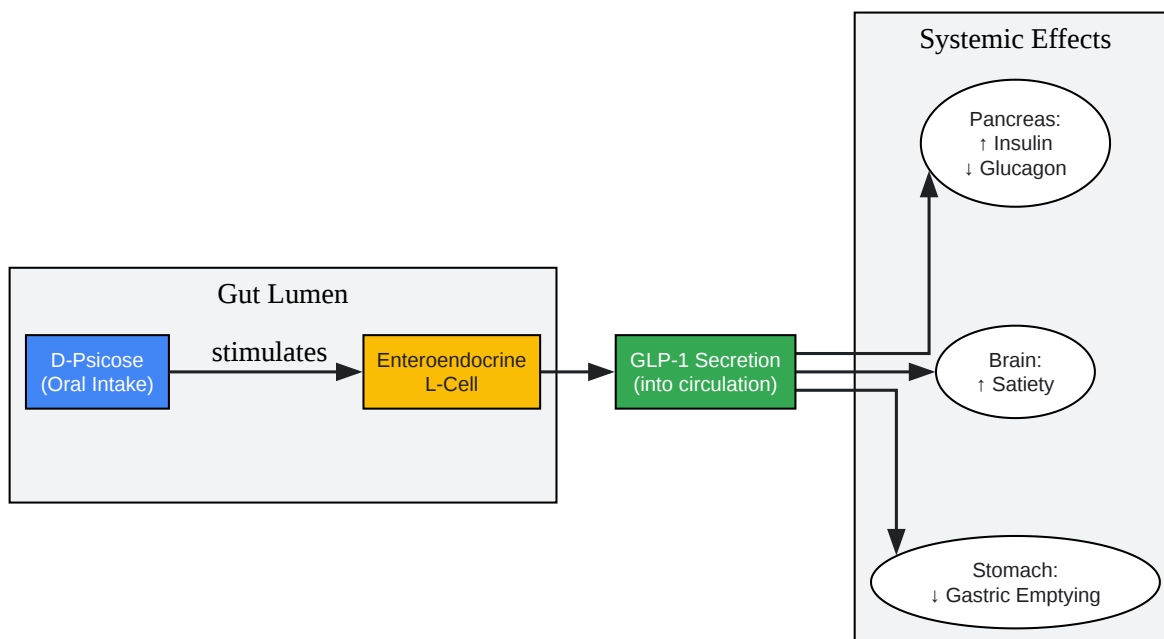 Systemic Effects
Pancreas:
↑ Insulin
↓ Glucagon
Gut Lumen
D-Psicose
(Oral Intake)
stimulates
Enteroendocrine
L-Cell
GLP-1 Secretion
(into circulation)
Brain:
↑ Satiety
Stomach:
↓ Gastric Emptying